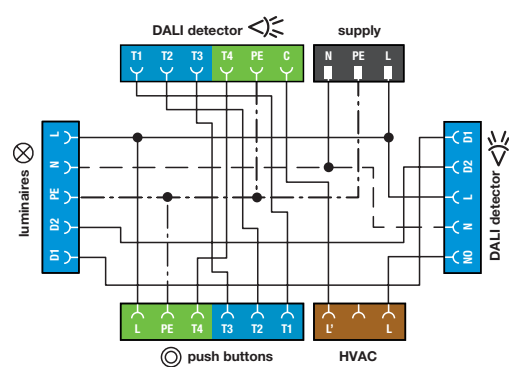 DALI detector
supply
T1 T2 T3 T4 PE C
N PE L
luminaires
L
N
PE
D2
D1
D1
D2
L
N
NO
DALI detector
L PE T4 T3 T2 T1
L' L
push buttons
HVAC